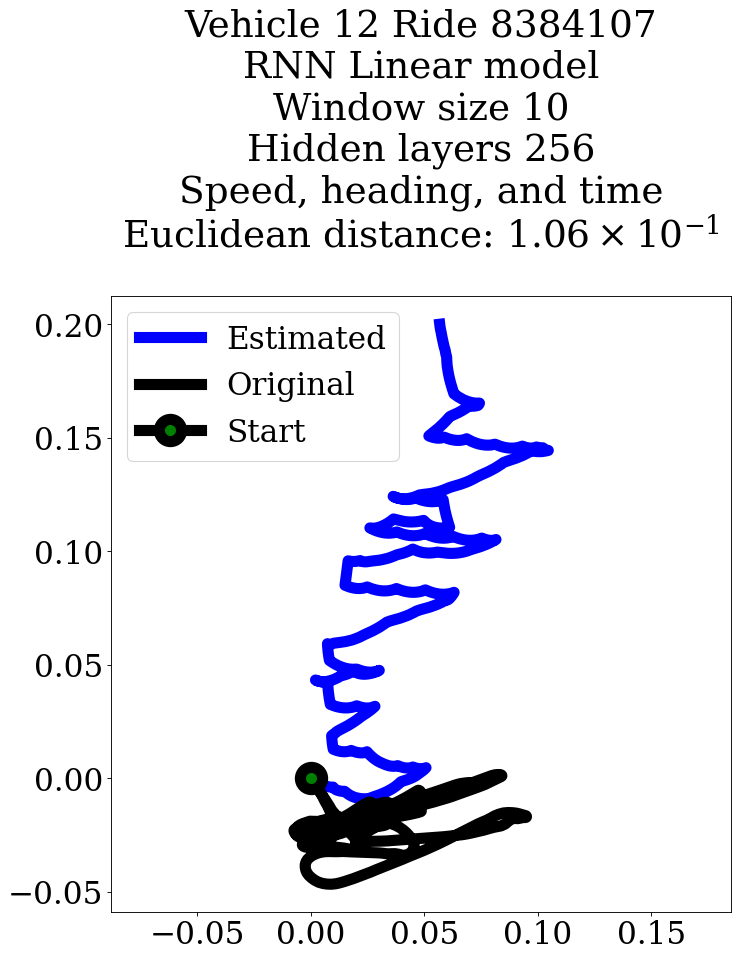 Vehicle 12 Ride 8384107
RNN Linear model
Window size 10
Hidden layers 256
Speed, heading, and time
Euclidean distance: 1.06 × 10⁻¹
Estimated
Original
Start
0.20
0.15
0.10
0.05
0.00
−0.05
−0.05 0.00 0.05 0.10 0.15